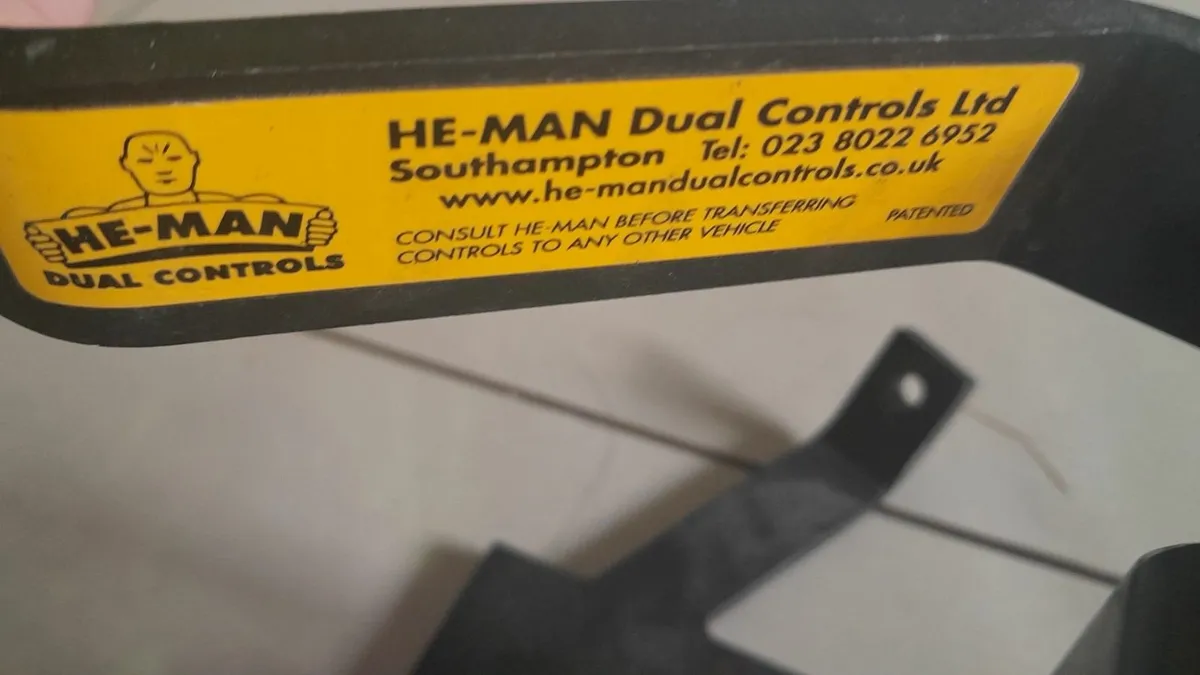 HE-MAN
DUAL CONTROLS
HE-MAN Dual Controls Ltd
Southampton Tel: 023 8022 6952
www.he-mandualcontrols.co.uk
CONSULT HE-MAN BEFORE TRANSFERRING
CONTROLS TO ANY OTHER VEHICLE
PATENTED